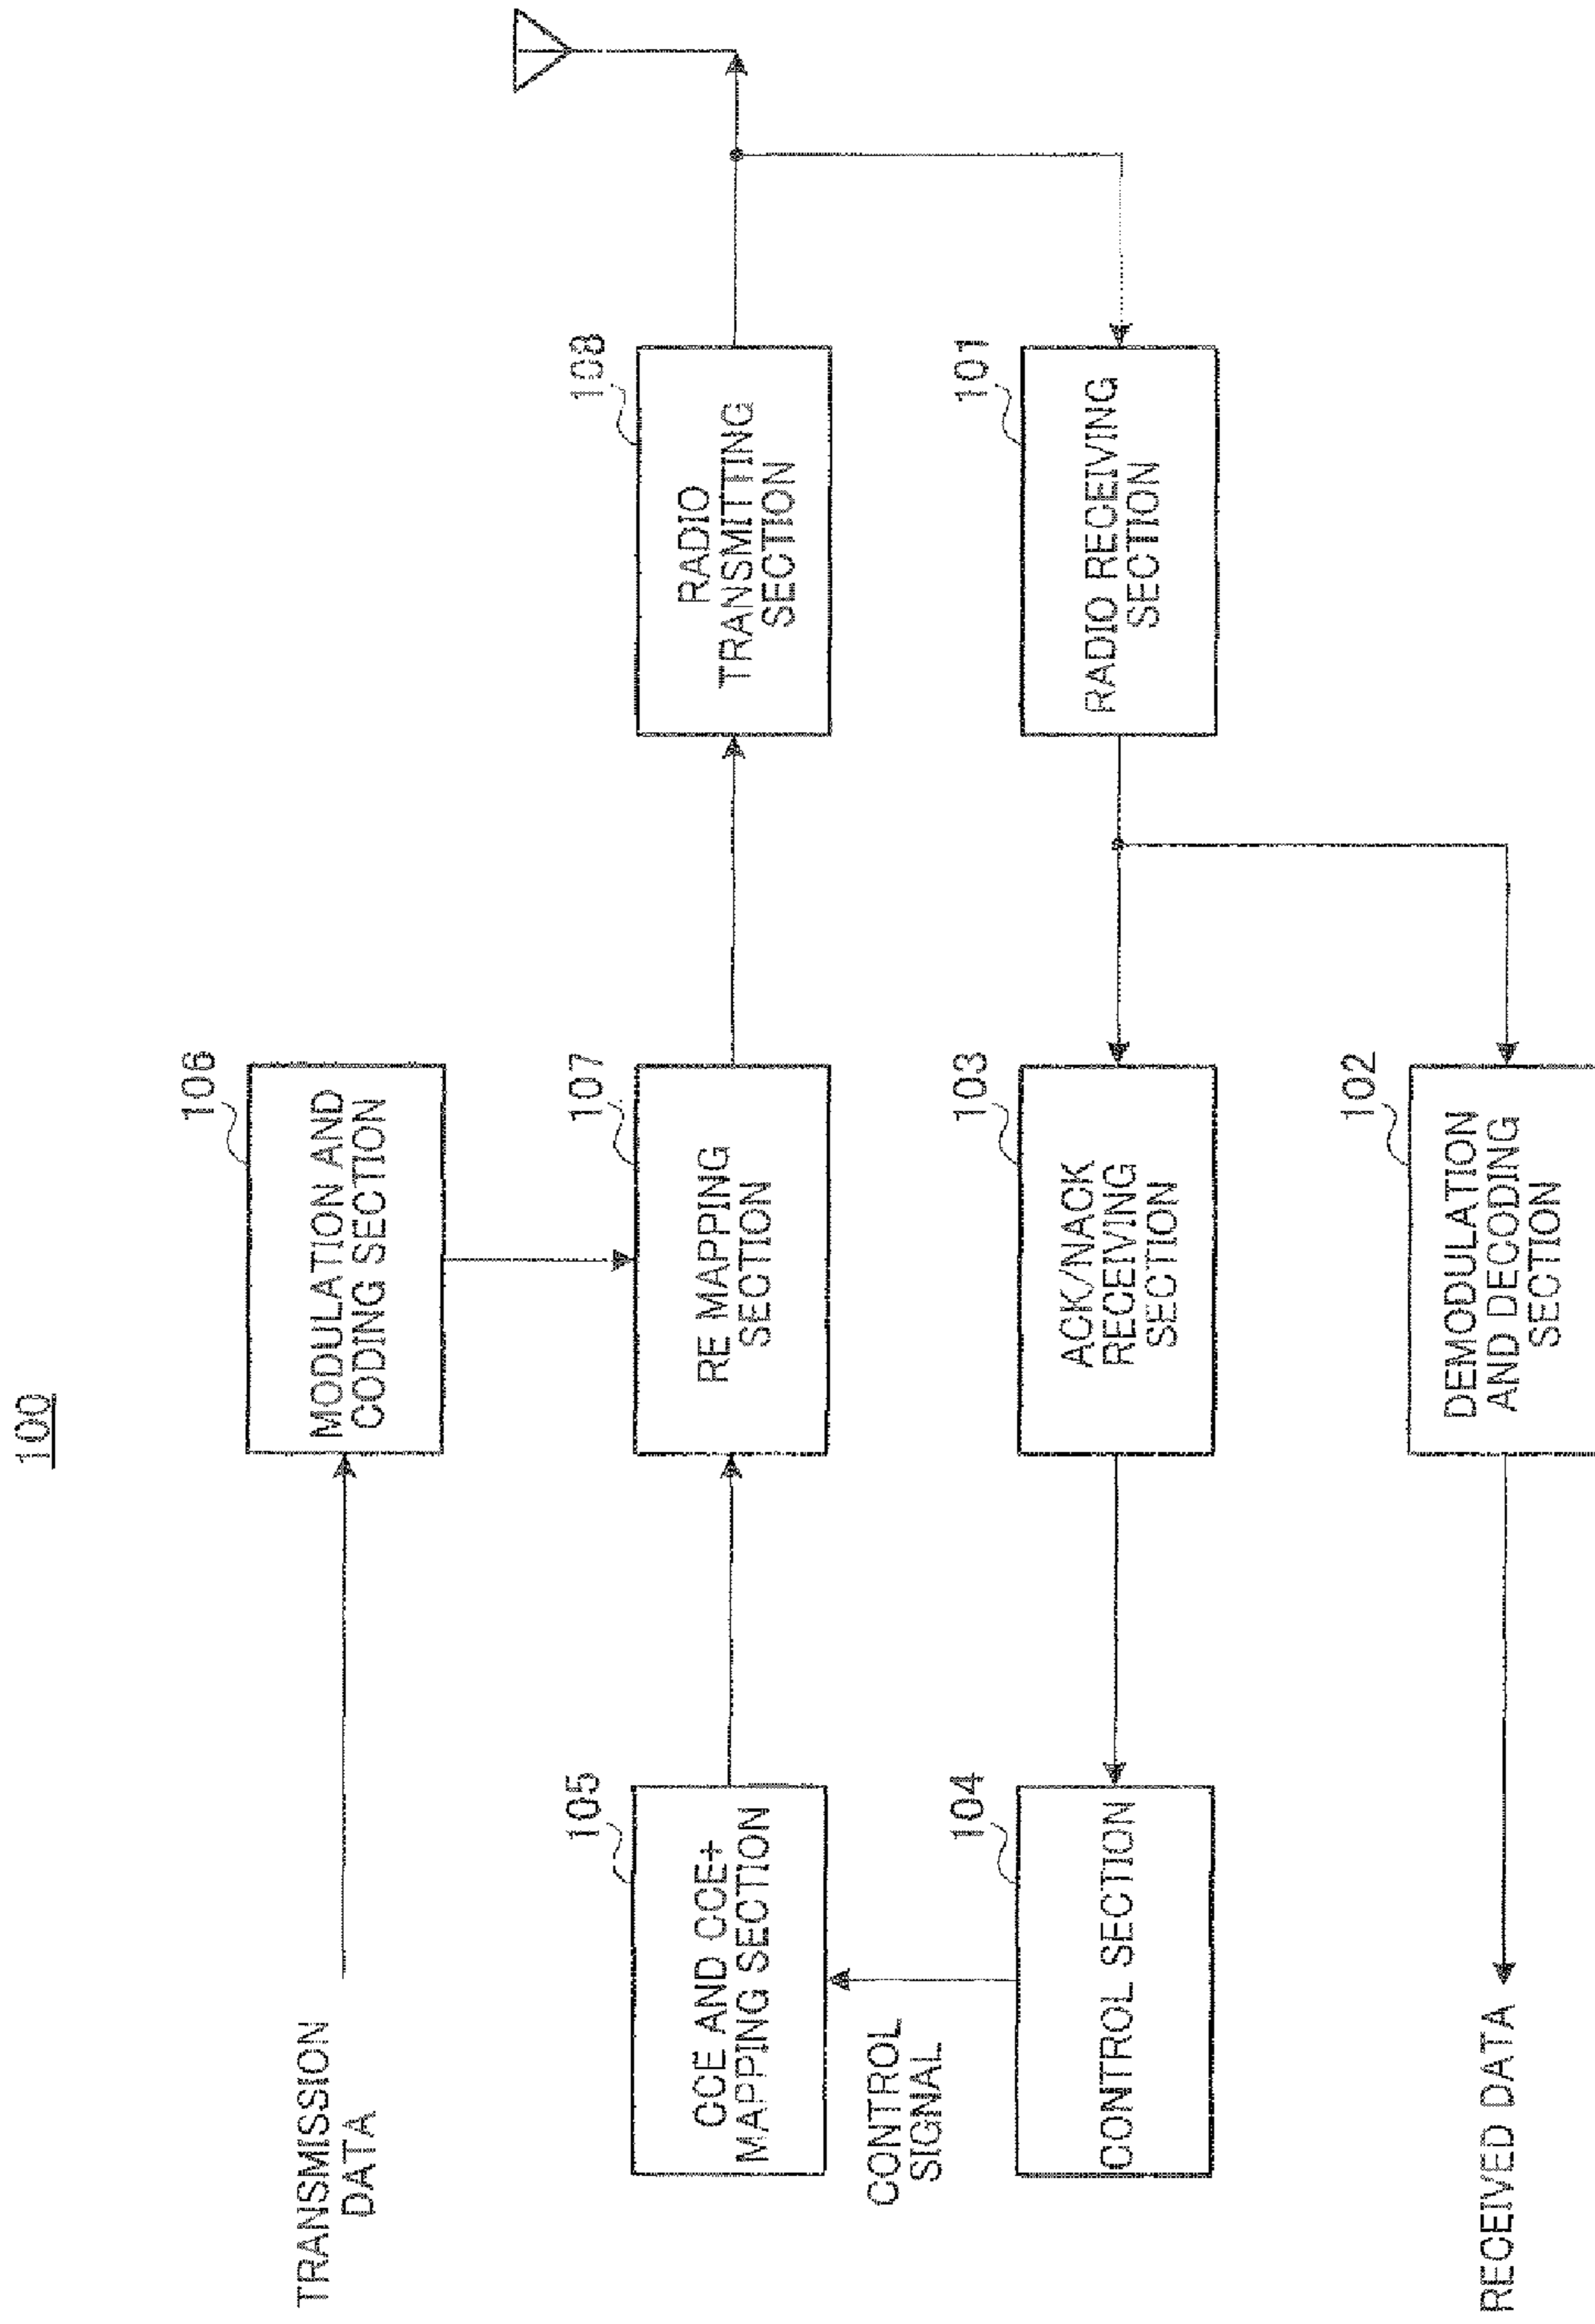 100
TRANSMISSION
DATA
106
MODULATION AND
CODING SECTION
105
CCE AND CCE+
MAPPING SECTION
107
RE MAPPING
SECTION
108
RADIO
TRANSMITTING
SECTION
CONTROL
SIGNAL
104
CONTROL SECTION
103
ACK/NACK
RECEIVING
SECTION
101
RADIO RECEIVING
SECTION
RECEIVED DATA
102
DEMODULATION
AND DECODING
SECTION